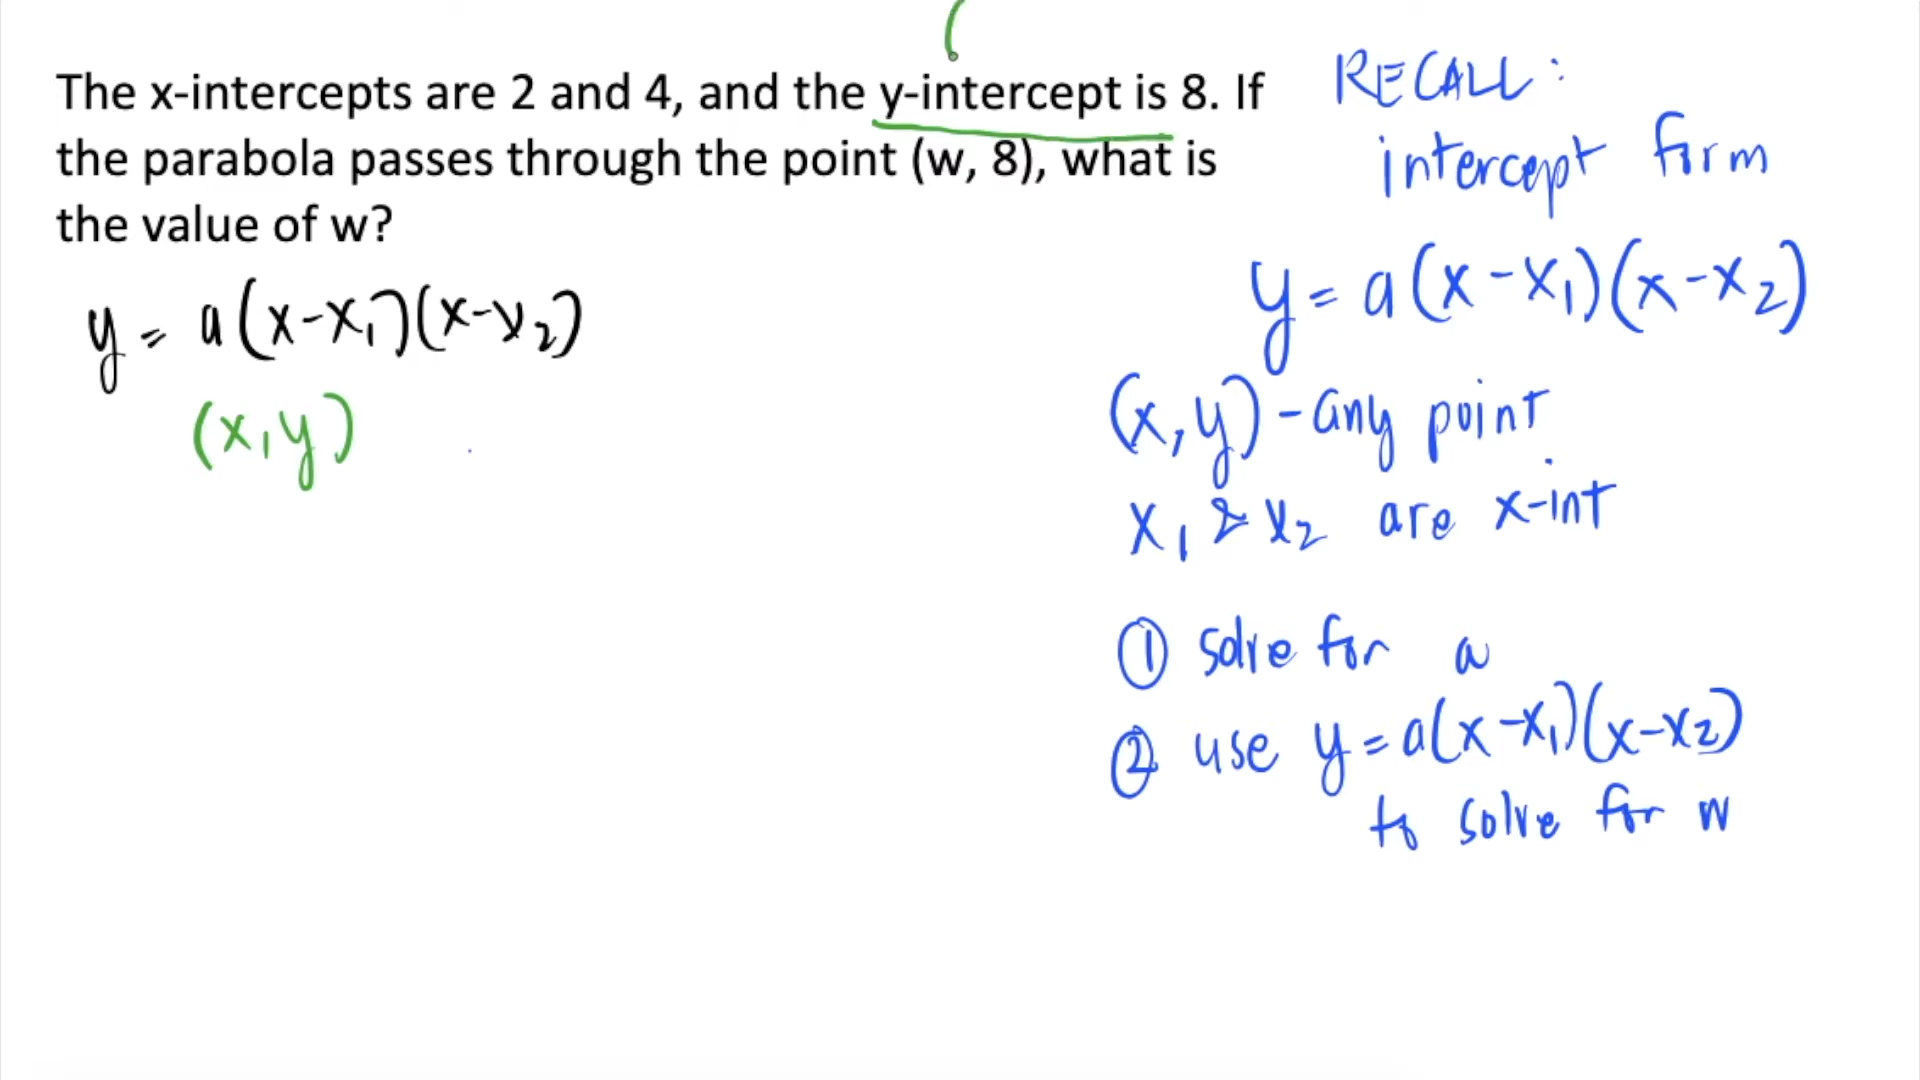 The x-intercepts are 2 and 4, and the y-intercept is 8. If
the parabola passes through the point (w, 8), what is
the value of w?
y = a(x-x₁)(x-x₂)
(x,y)
RECALL:
intercept form
y = a(x-x₁)(x-x₂)
(x,y) - any point
x₁ & x₂ are x-int
① solve for a
② use y=a(x-x₁)(x-x₂)
to solve for w